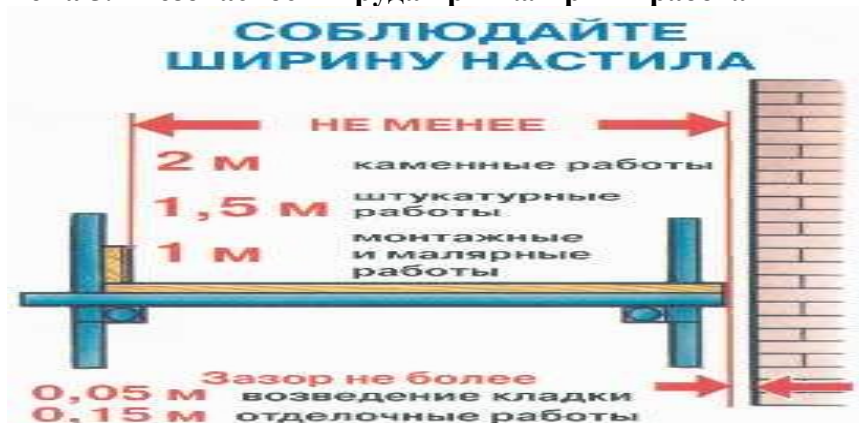 СОБЛЮДАЙТЕ
ШИРИНУ НАСТИЛА
НЕ МЕНЕЕ
2 м каменные работы
1,5 м штукатурные
работы
1 м монтажные
и малярные
работы
Зазор не более
0,05 м возведение кладки
0,15 м отделочные работы